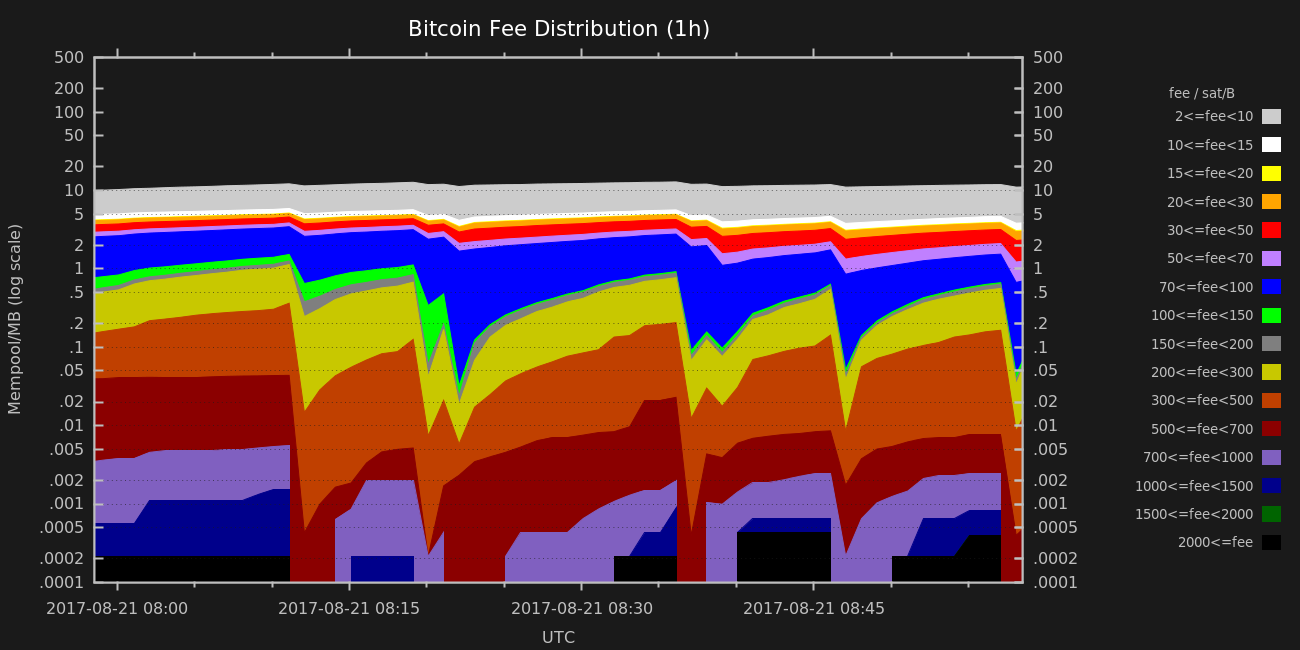 Bitcoin Fee Distribution (1h)
500 500
200 200
100 100
50 50
20 20
10 10
5 5
2 2
1 1
.5 .5
.2 .2
.1 .1
.05 .05
.02 .02
.01 .01
.005 .005
.002 .002
.001 .001
.0005 .0005
.0002 .0002
.0001 .0001
Mempool/MB (log scale)
2017-08-21 08:00 2017-08-21 08:15 2017-08-21 08:30 2017-08-21 08:45
UTC
fee / sat/B
2<=fee<10
10<=fee<15
15<=fee<20
20<=fee<30
30<=fee<50
50<=fee<70
70<=fee<100
100<=fee<150
150<=fee<200
200<=fee<300
300<=fee<500
500<=fee<700
700<=fee<1000
1000<=fee<1500
1500<=fee<2000
2000<=fee